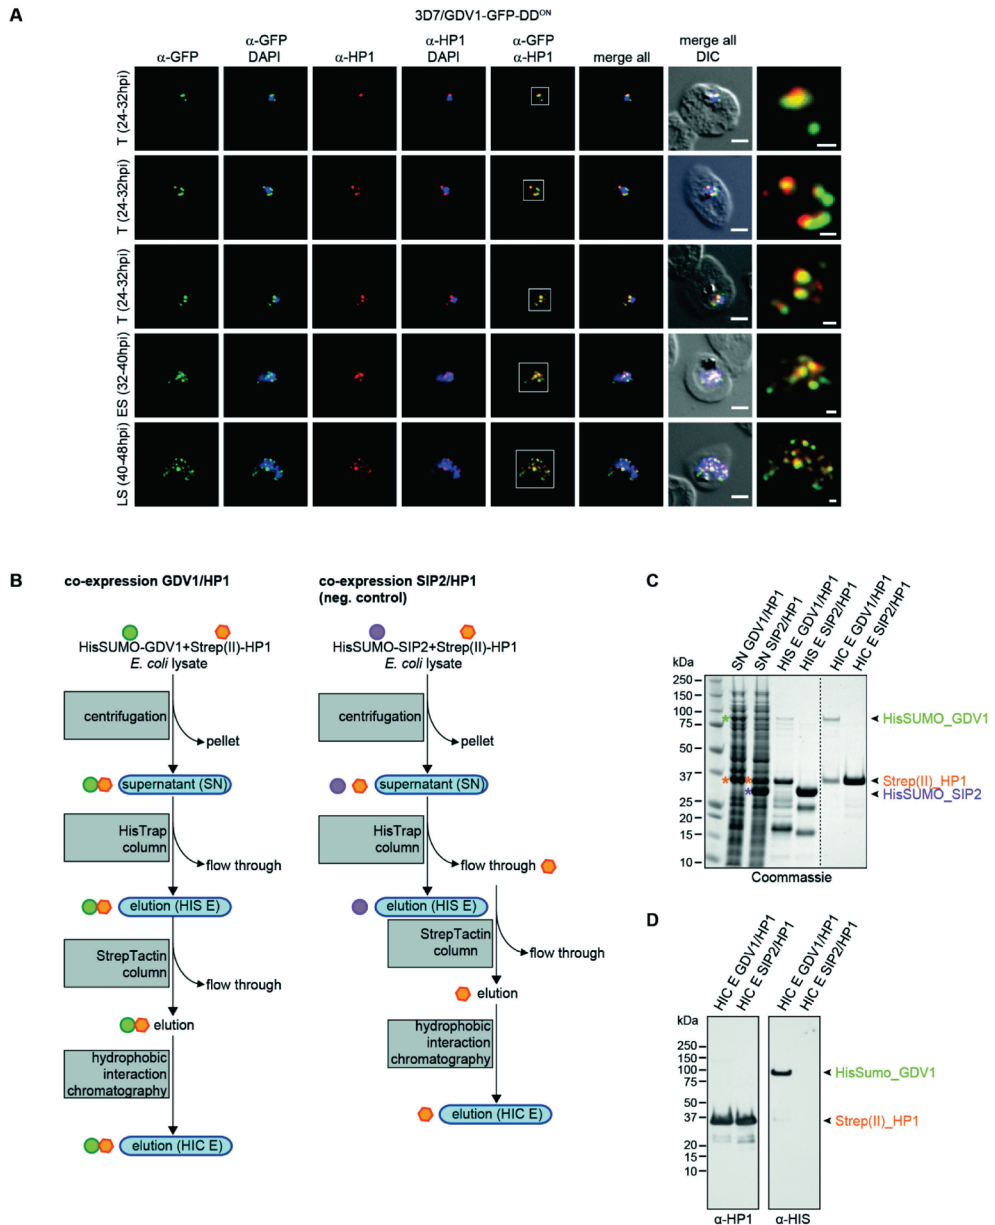 A
3D7/GDV1-GFP-DDON
α-GFP
α-GFP
DAPI
α-HP1
α-HP1
DAPI
α-GFP
α-HP1
merge all
merge all
DIC
T (24-32hpi)
T (24-32hpi)
T (24-32hpi)
ES (32-40hpi)
LS (40-48hpi)
B
co-expression GDV1/HP1
HisSUMO-GDV1+Strep(II)-HP1
E. coli lysate
centrifugation
pellet
supernatant (SN)
HisTrap
column
flow through
elution (HIS E)
StrepTactin
column
flow through
elution
hydrophobic
interaction
chromatography
elution (HIC E)
co-expression SIP2/HP1
(neg. control)
HisSUMO-SIP2+Strep(II)-HP1
E. coli lysate
centrifugation
pellet
supernatant (SN)
HisTrap
column
flow through
elution (HIS E)
StrepTactin
column
flow through
elution
hydrophobic
interaction
chromatography
elution (HIC E)
C
SN GDV1/HP1
SN SIP2/HP1
HIS E GDV1/HP1
HIS E SIP2/HP1
HIC E GDV1/HP1
HIC E SIP2/HP1
kDa
250
150
100
75
50
37
25
20
15
10
*
*
*
*
HisSUMO_GDV1
Strep(II)_HP1
HisSUMO_SIP2
Coommassie
D
HIC E GDV1/HP1
HIC E SIP2/HP1
HIC E GDV1/HP1
HIC E SIP2/HP1
kDa
250
150
100
75
50
37
20
15
10
HisSumo_GDV1
Strep(II)_HP1
α-HP1
α-HIS